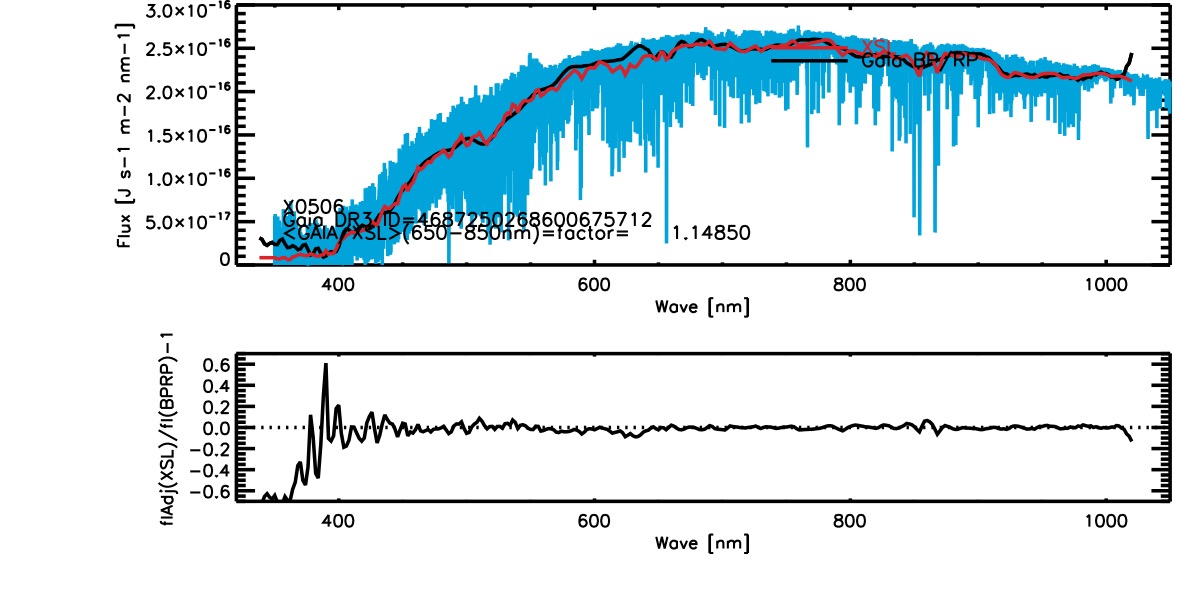 3.0×10−16
2.5×10−16
2.0×10−16
1.5×10−16
1.0×10−16
5.0×10−17
0
Flux [J s−1 m−2 nm−1]
XSL
Gaia BP/RP
X0506
Gaia DR3 ID=4687250268600675712
<GAIA/XSL>(650−850nm)=factor= 1.14850
400 600 800 1000
Wave [nm]
0.6
0.4
0.2
0.0
−0.2
−0.4
−0.6
flAdj(XSL)/fl(BPRP)−1
400 600 800 1000
Wave [nm]